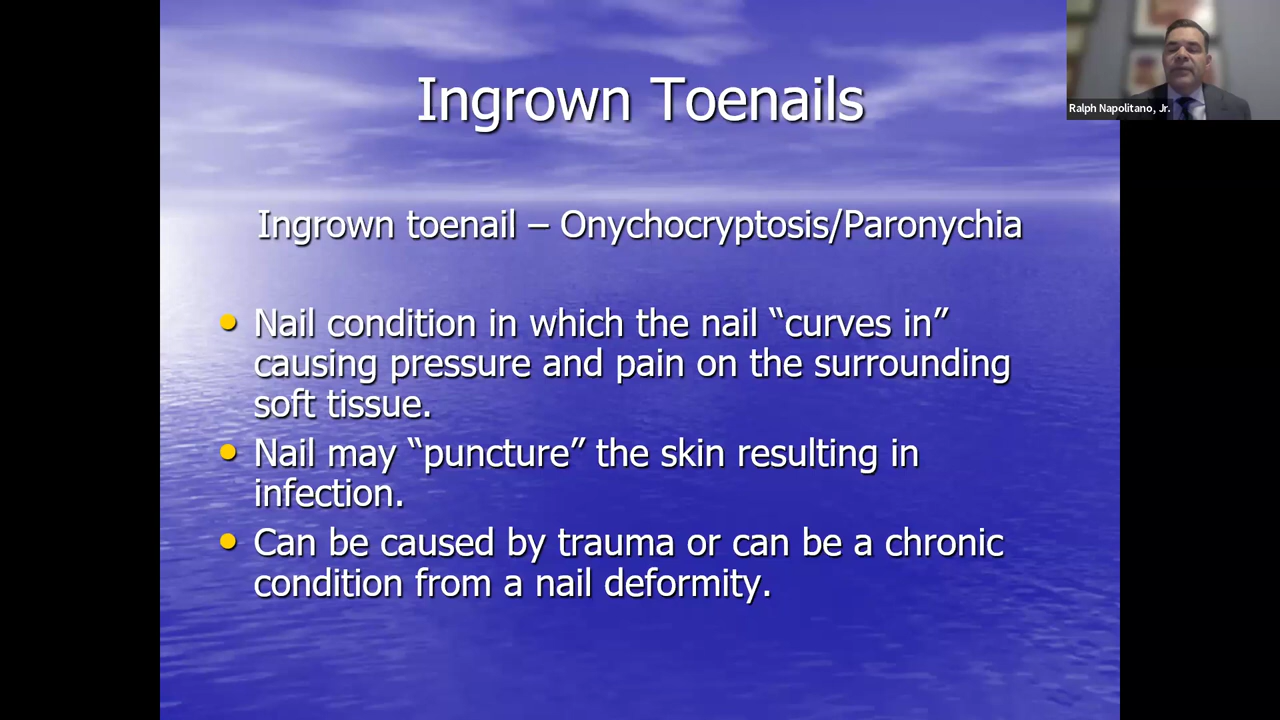 Ingrown Toenails
Ralph Napolitano, Jr.
Ingrown toenail – Onychocryptosis/Paronychia
• Nail condition in which the nail “curves in”
causing pressure and pain on the surrounding
soft tissue.
• Nail may “puncture” the skin resulting in
infection.
• Can be caused by trauma or can be a chronic
condition from a nail deformity.